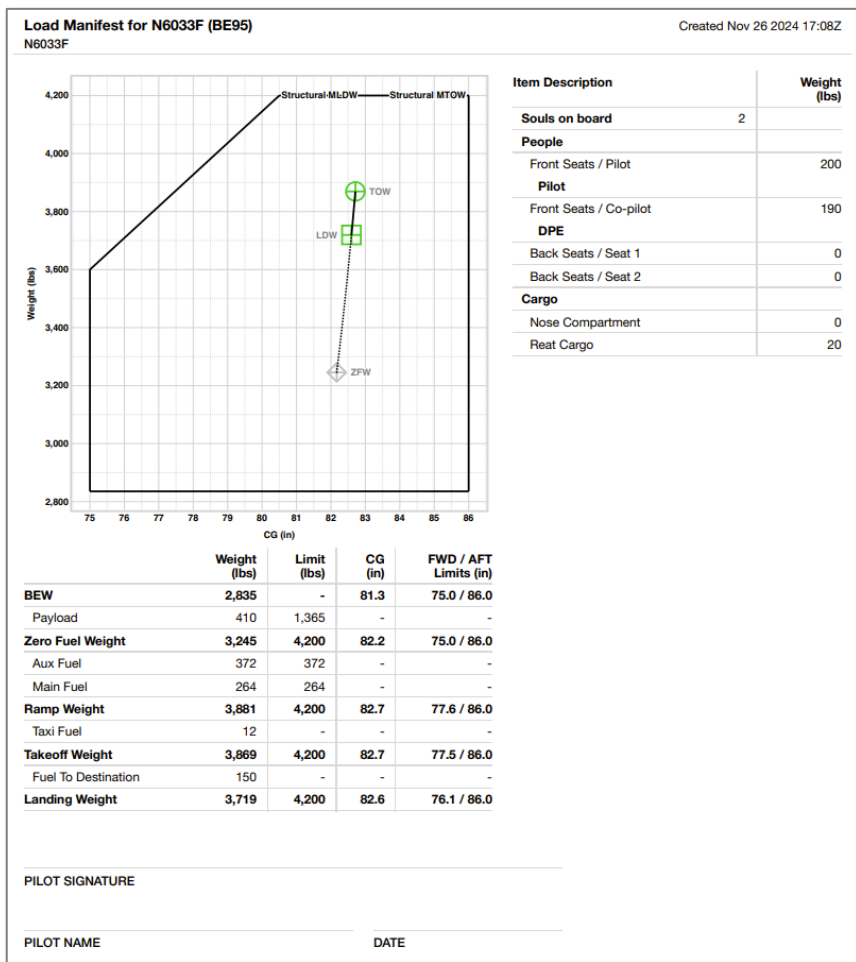 Load Manifest for N6033F (BE95)
Created Nov 26 2024 17:08Z
N6033F
4,200
4,000
3,800
3,600
3,400
3,200
3,000
2,800
Weight (lbs)
Structural MLDW
Structural MTOW
TOW
LDW
ZFW
75 76 77 78 79 80 81 82 83 84 85 86
CG (in)
Item Description Weight (lbs)
Souls on board 2
People
Front Seats / Pilot 200
Pilot
Front Seats / Co-pilot 190
DPE
Back Seats / Seat 1 0
Back Seats / Seat 2 0
Cargo
Nose Compartment 0
Reat Cargo 20
Weight (lbs) Limit (lbs) CG (in) FWD / AFT Limits (in)
BEW 2,835 - 81.3 75.0 / 86.0
Payload 410 1,365 - -
Zero Fuel Weight 3,245 4,200 82.2 75.0 / 86.0
Aux Fuel 372 372 - -
Main Fuel 264 264 - -
Ramp Weight 3,881 4,200 82.7 77.6 / 86.0
Taxi Fuel 12 - - -
Takeoff Weight 3,869 4,200 82.7 77.5 / 86.0
Fuel To Destination 150 - - -
Landing Weight 3,719 4,200 82.6 76.1 / 86.0
PILOT SIGNATURE
PILOT NAME DATE